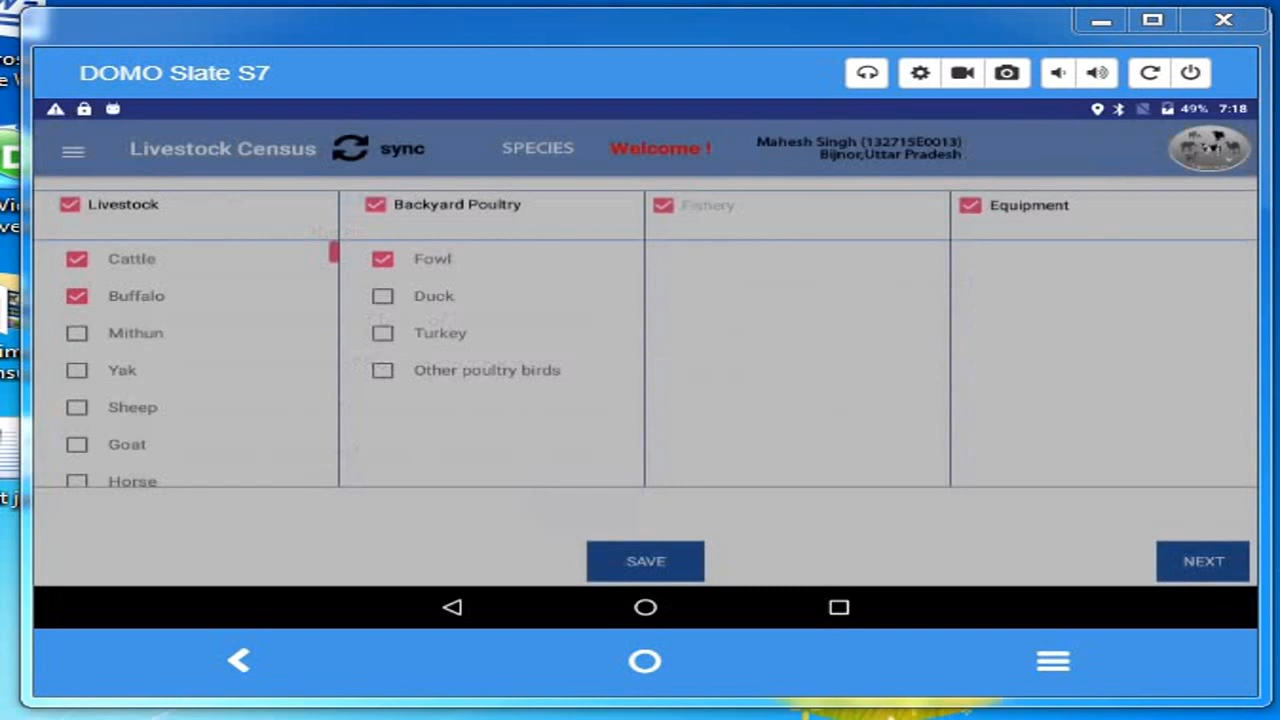 DOMO Slate S7
49% 7:18
Livestock Census sync SPECIES Welcome ! Mahesh Singh (132715E0013)
Bijnor,Uttar Pradesh
Livestock
Cattle
Buffalo
Mithun
Yak
Sheep
Goat
Horse
Backyard Poultry
Fowl
Duck
Turkey
Other poultry birds
Fishery
Equipment
SAVE
NEXT